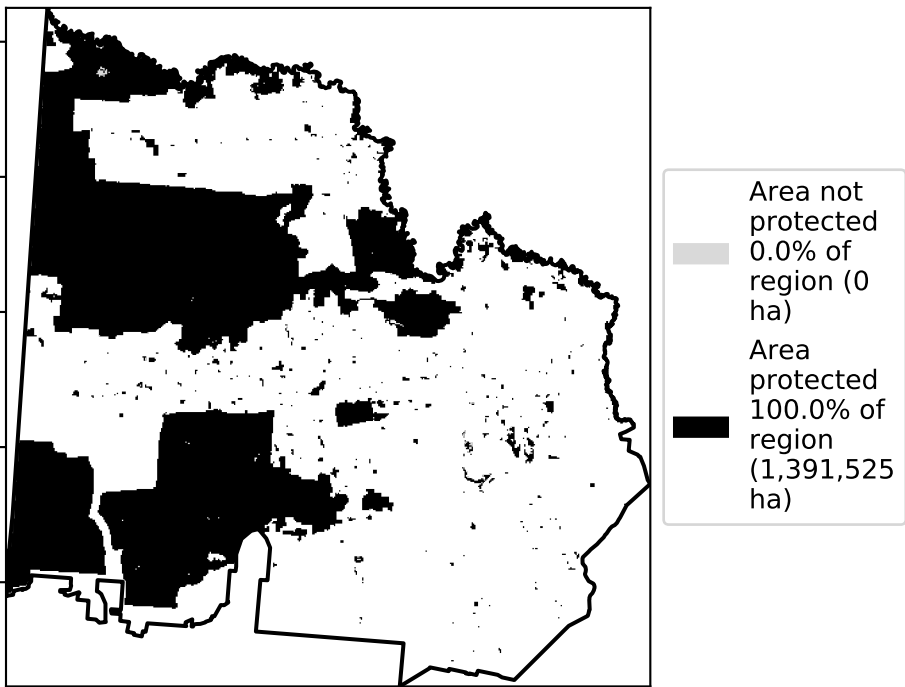 Area not
protected
0.0% of
region (0
ha)
Area
protected
100.0% of
region
(1,391,525
ha)